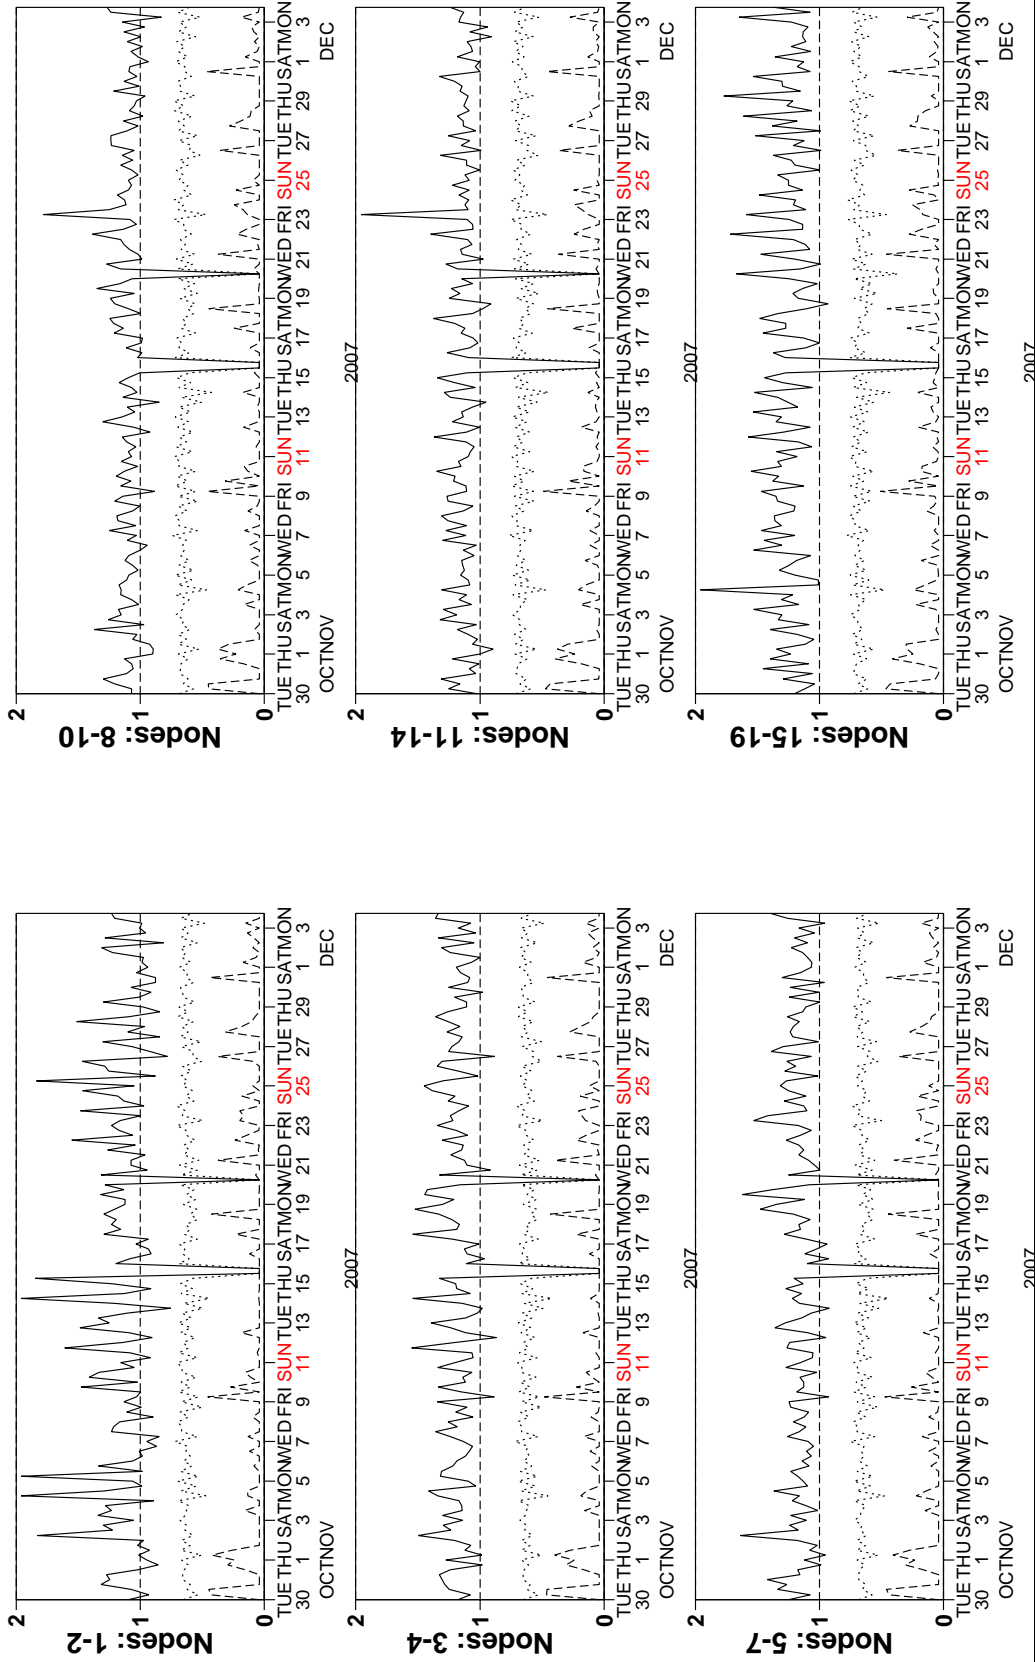 Nodes: 1-2
2
1
0
TUE THU SAT MON WED FRI SUN TUE THU SAT MON WED FRI SUN TUE THU SAT MON
30 1 3 5 7 9 11 13 15 17 19 21 23 25 27 29 1 3
OCT NOV DEC
2007
Nodes: 3-4
2
1
0
TUE THU SAT MON WED FRI SUN TUE THU SAT MON WED FRI SUN TUE THU SAT MON
30 1 3 5 7 9 11 13 15 17 19 21 23 25 27 29 1 3
OCT NOV DEC
2007
Nodes: 5-7
2
1
0
TUE THU SAT MON WED FRI SUN TUE THU SAT MON WED FRI SUN TUE THU SAT MON
30 1 3 5 7 9 11 13 15 17 19 21 23 25 27 29 1 3
OCT NOV DEC
2007
Nodes: 8-10
2
1
0
TUE THU SAT MON WED FRI SUN TUE THU SAT MON WED FRI SUN TUE THU SAT MON
30 1 3 5 7 9 11 13 15 17 19 21 23 25 27 29 1 3
OCT NOV DEC
2007
Nodes: 11-14
2
1
0
TUE THU SAT MON WED FRI SUN TUE THU SAT MON WED FRI SUN TUE THU SAT MON
30 1 3 5 7 9 11 13 15 17 19 21 23 25 27 29 1 3
OCT NOV DEC
2007
Nodes: 15-19
2
1
0
TUE THU SAT MON WED FRI SUN TUE THU SAT MON WED FRI SUN TUE THU SAT MON
30 1 3 5 7 9 11 13 15 17 19 21 23 25 27 29 1 3
OCT NOV DEC
2007